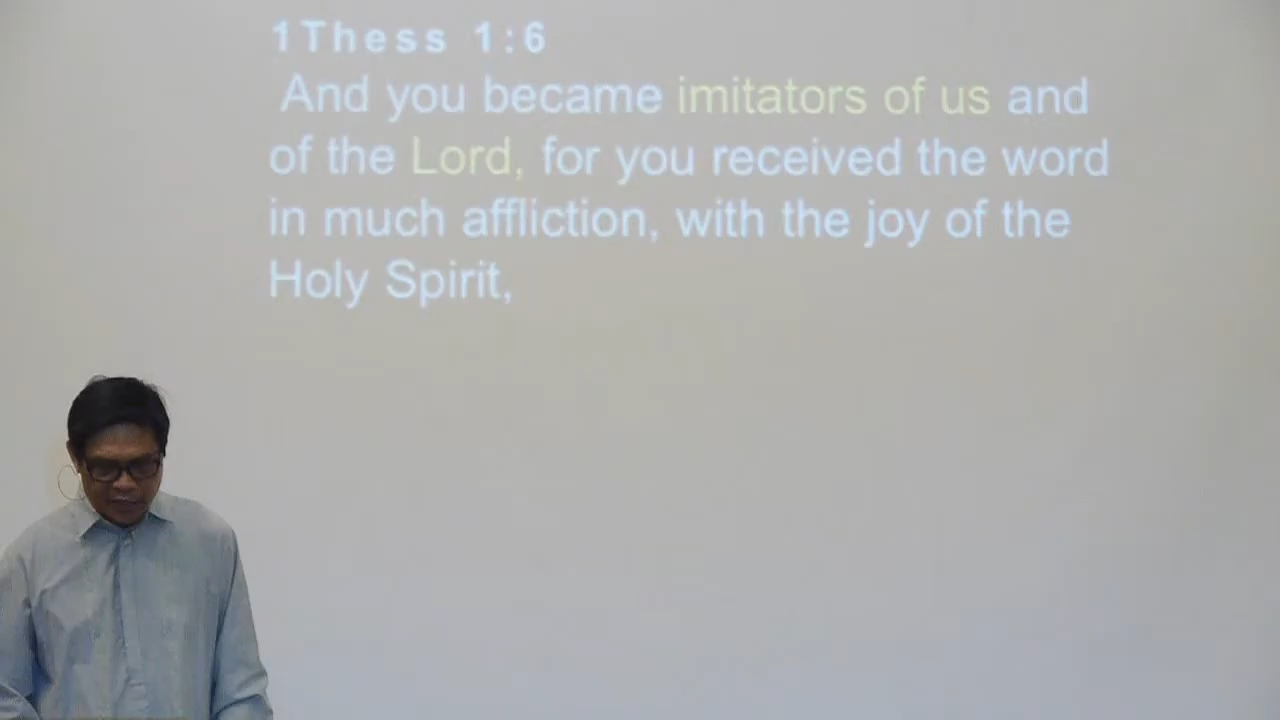 1Thess 1:6
And you became imitators of us and
of the Lord, for you received the word
in much affliction, with the joy of the
Holy Spirit,